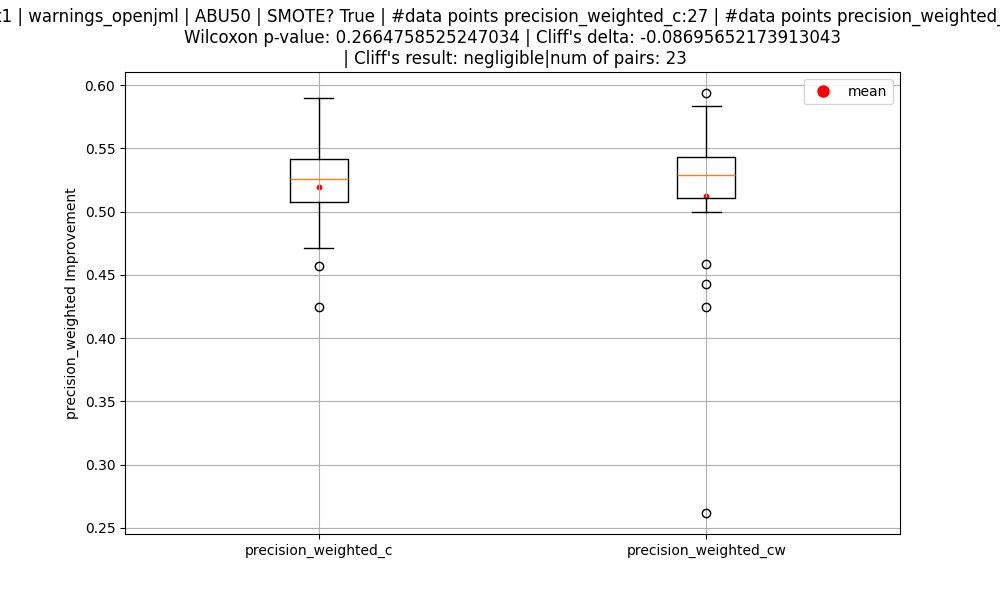 t1 | warnings_openjml | ABU50 | SMOTE? True | #data points precision_weighted_c:27 | #data points precision_weighted_
Wilcoxon p-value: 0.2664758525247034 | Cliff's delta: -0.08695652173913043
| Cliff's result: negligible|num of pairs: 23
mean
0.60
0.55
0.50
0.45
0.40
0.35
0.30
0.25
precision_weighted Improvement
precision_weighted_c
precision_weighted_cw